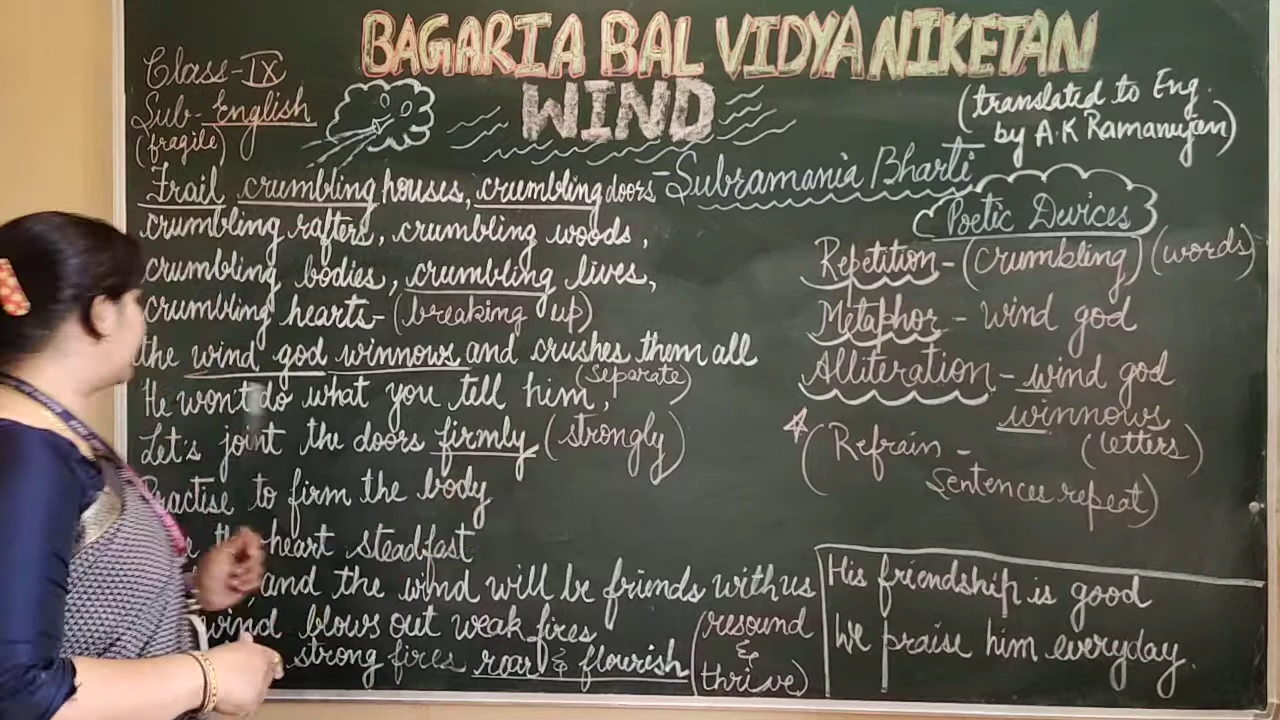 BAGARIA BAL VIDYA NIKETAN
Class-IX
Sub-English
WIND
(translated to Eng.
by A.K Ramanujan)
-Subramania Bharti
(fragile)
Frail crumbling houses, crumbling doors
crumbling rafters, crumbling woods,
crumbling bodies, crumbling lives,
crumbling hearts-(breaking up)
the wind god winnows and crushes them all
(separate)
He won't do what you tell him,
Let's joint the doors firmly (strongly)
Practise to firm the body
the heart steadfast
, and the wind will be friends with us
wind blows out weak fires
strong fires roar & flourish
(resound
&
thrive)
Poetic Devices
Repetition-(Crumbling) (words)
Metaphor - wind god
Alliteration - wind god
winnows
(letters)
(Refrain -
Sentences repeat)
His friendship is good
We praise him everyday.